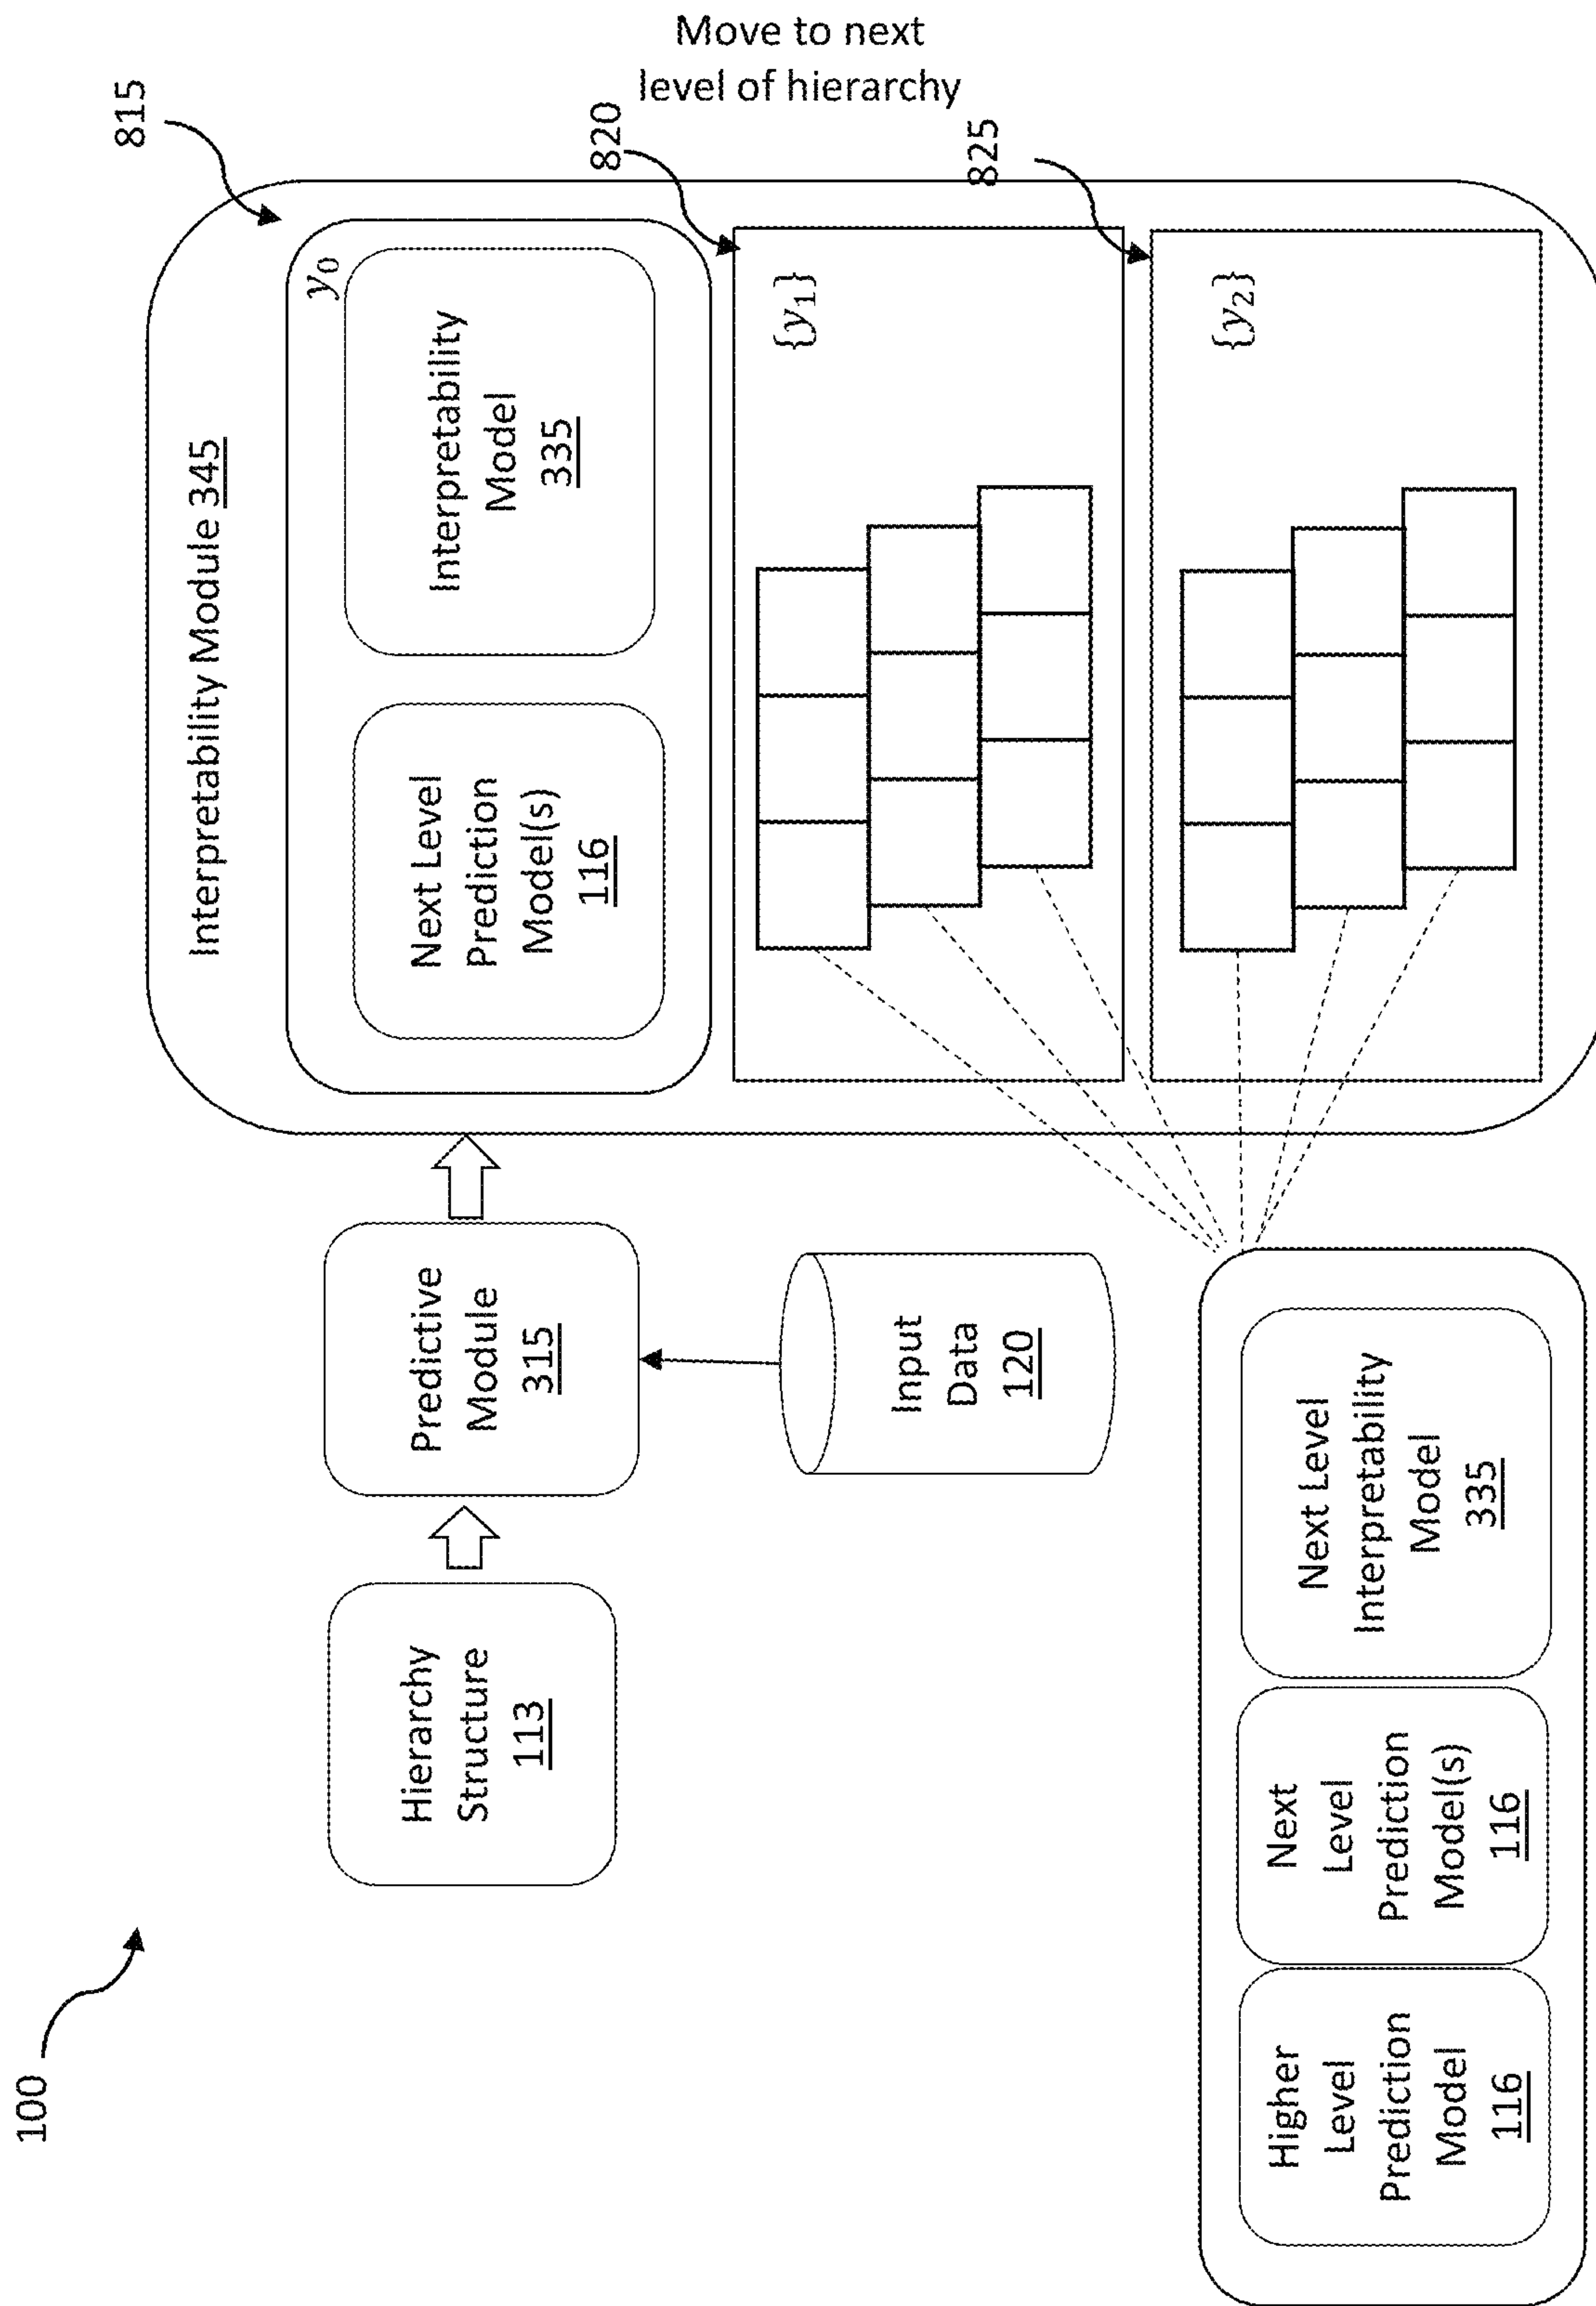 100
Hierarchy
Structure
113
Predictive
Module
315
Input
Data
120
Interpretability Module 345
815
y₀
Next Level
Prediction
Model(s)
116
Interpretability
Model
335
820
Move to next
level of hierarchy
{y₁}
825
{y₂}
Higher
Level
Prediction
Model
116
Next
Level
Prediction
Model(s)
116
Next Level
Interpretability
Model
335